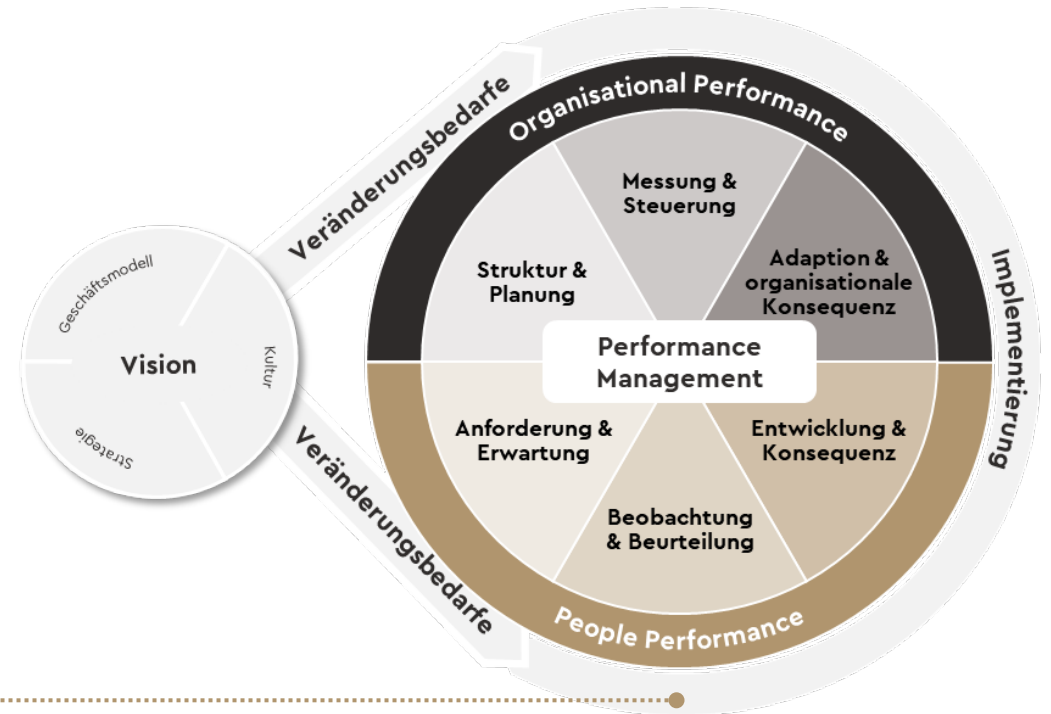 Geschäftsmodell
Vision
Kultur
Strategie
Veränderungsbedarfe
Veränderungsbedarfe
Organisational Performance
Messung &
Steuerung
Struktur &
Planung
Adaption &
organisationale
Konsequenz
Performance
Management
Anforderung &
Erwartung
Entwicklung &
Konsequenz
Beobachtung
& Beurteilung
People Performance
Implementierung